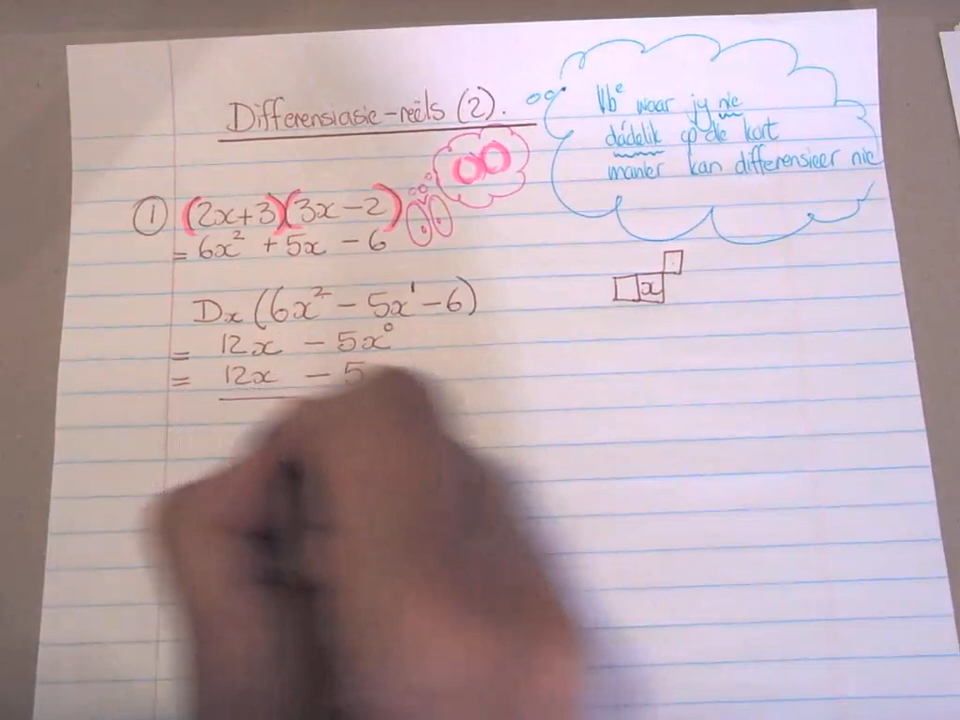 Differensiasie-reëls (2).
Vbe waar jy nie
dadelik op die kort
manier kan differensieer nie
① (2x+3)(3x-2)
= 6x² + 5x - 6
□x□
Dx (6x² - 5x¹ - 6)
= 12x - 5x⁰
= 12x - 5